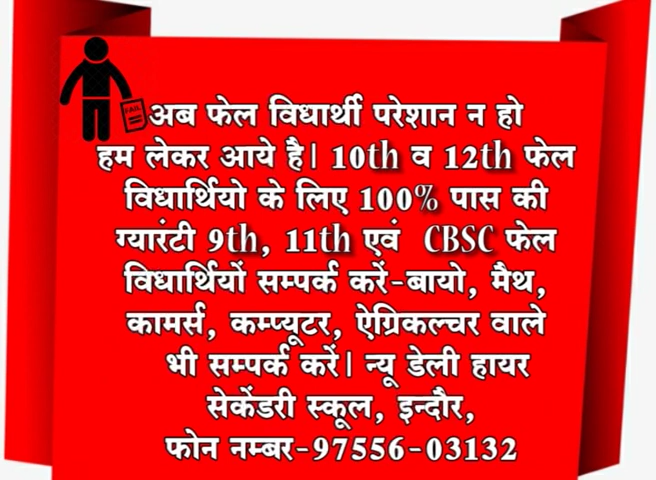 FAIL
अब फेल विधार्थी परेशान न हो
हम लेकर आये है। 10th व 12th फेल
विधार्थियो के लिए 100% पास की
ग्यारंटी 9th, 11th एवं CBSC फेल
विधार्थियों सम्पर्क करें-बायो, मैथ,
कामर्स, कम्प्यूटर, ऐग्रिकल्चर वाले
भी सम्पर्क करें। न्यू डेली हायर
सेकेंडरी स्कूल, इन्दौर,
फोन नम्बर-97556-03132